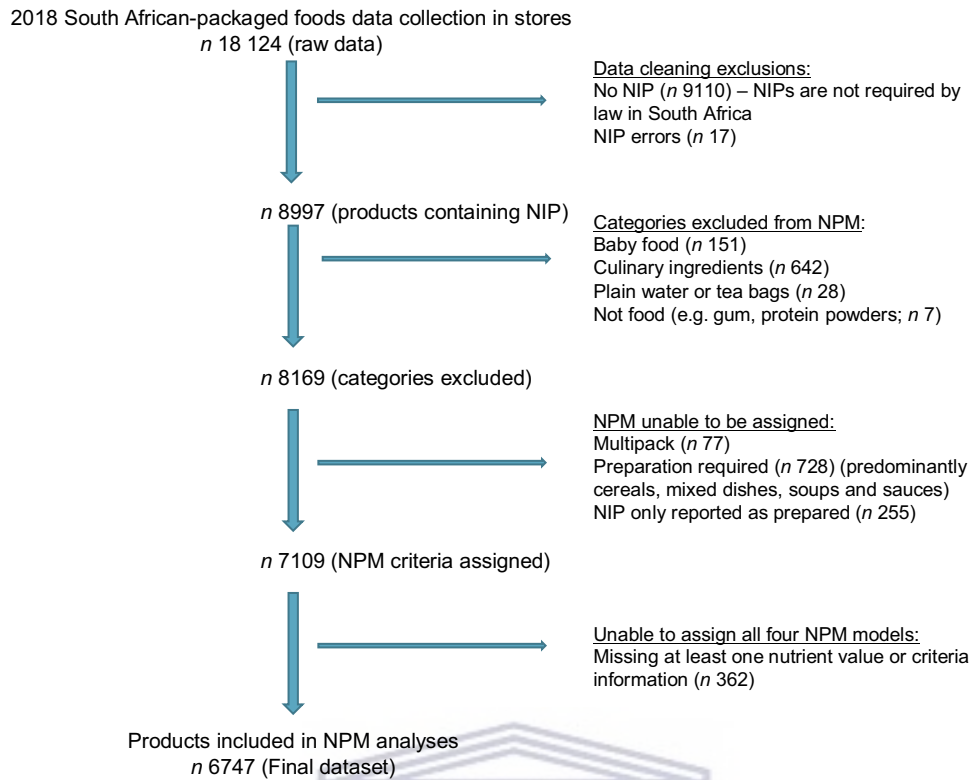 2018 South African-packaged foods data collection in stores
n 18 124 (raw data)
Data cleaning exclusions:
No NIP (n 9110) – NIPs are not required by
law in South Africa
NIP errors (n 17)
n 8997 (products containing NIP)
Categories excluded from NPM:
Baby food (n 151)
Culinary ingredients (n 642)
Plain water or tea bags (n 28)
Not food (e.g. gum, protein powders; n 7)
n 8169 (categories excluded)
NPM unable to be assigned:
Multipack (n 77)
Preparation required (n 728) (predominantly
cereals, mixed dishes, soups and sauces)
NIP only reported as prepared (n 255)
n 7109 (NPM criteria assigned)
Unable to assign all four NPM models:
Missing at least one nutrient value or criteria
information (n 362)
Products included in NPM analyses
n 6747 (Final dataset)